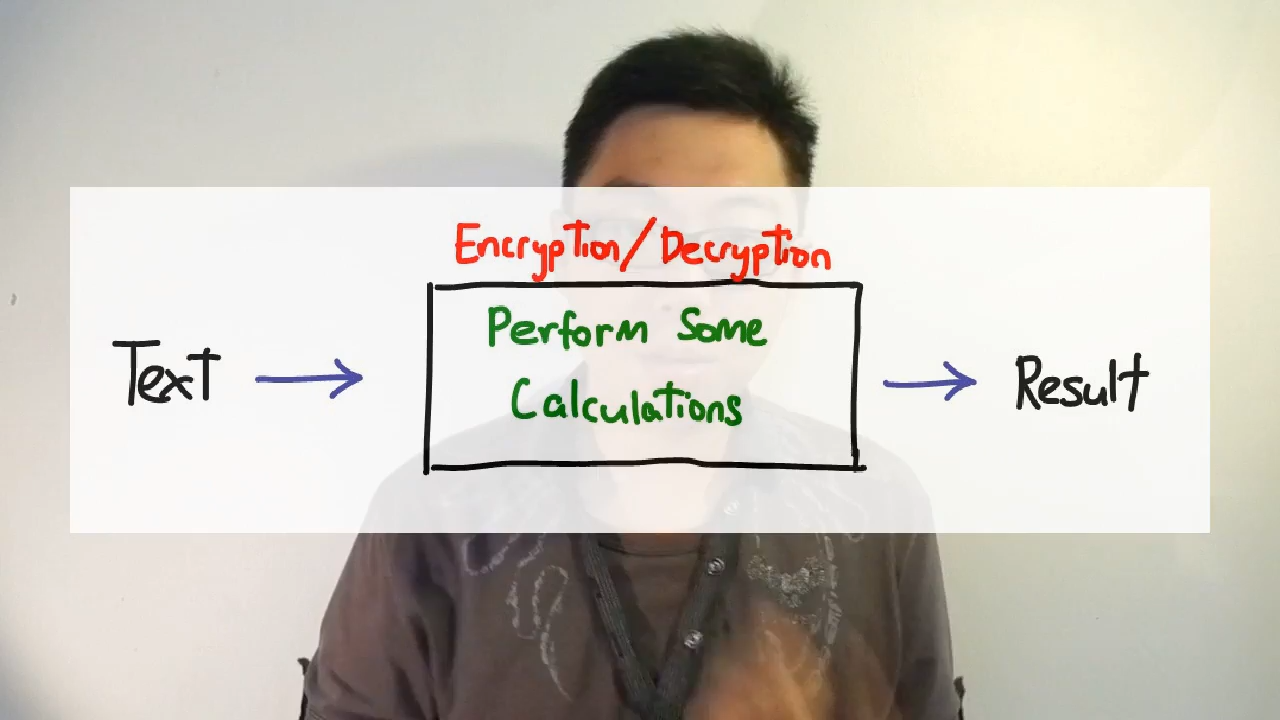 Encryption/Decryption
Text
Perform Some
Calculations
Result